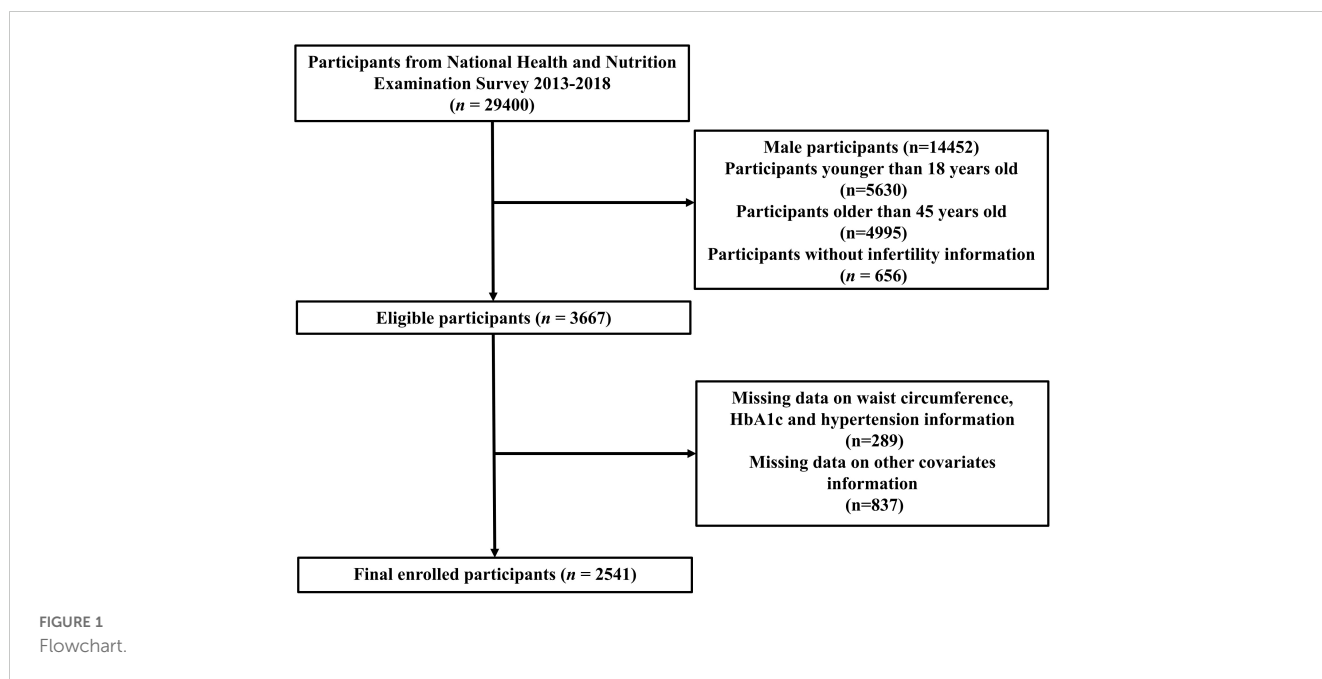 Participants from National Health and Nutrition
Examination Survey 2013-2018
(n = 29400)
Male participants (n=14452)
Participants younger than 18 years old
(n=5630)
Participants older than 45 years old
(n=4995)
Participants without infertility information
(n = 656)
Eligible participants (n = 3667)
Missing data on waist circumference,
HbA1c and hypertension information
(n=289)
Missing data on other covariates
information
(n=837)
Final enrolled participants (n = 2541)
FIGURE 1
Flowchart.